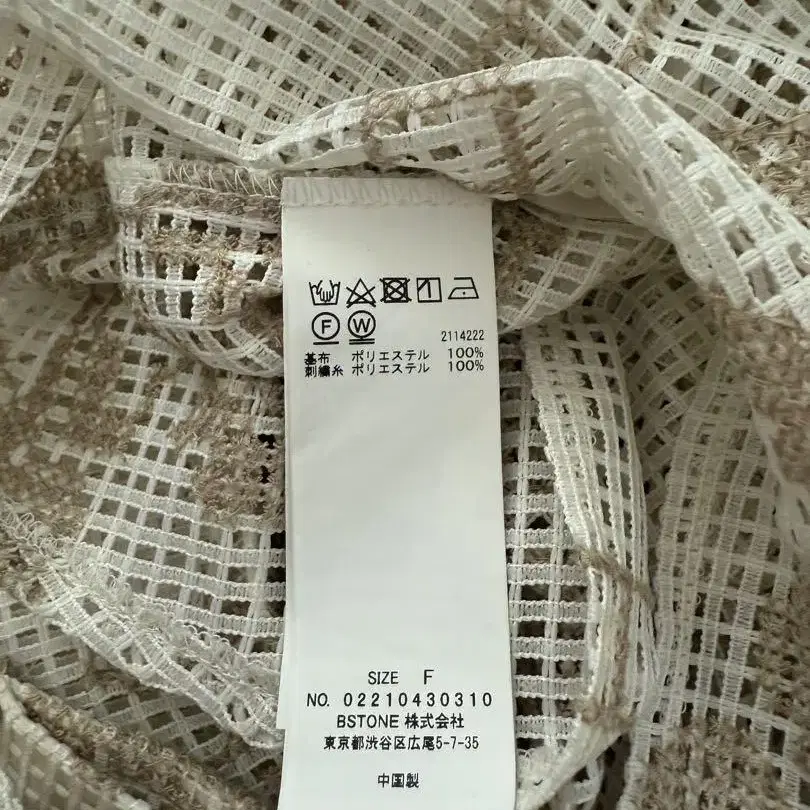 F W
2114222
基布 ポリエステル 100%
刺繍糸 ポリエステル 100%
SIZE F
NO. 02210430310
BSTONE 株式会社
東京都渋谷区広尾5-7-35
中国製